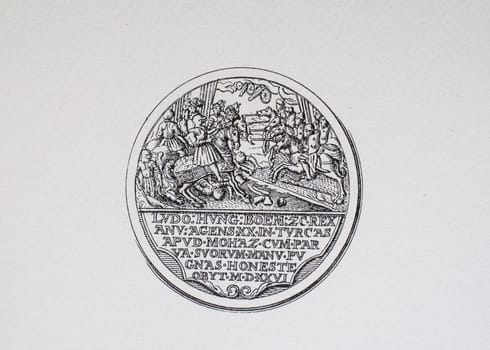 LVDO:HVNG:BOEM:ZC·REX
ANV:AGENS·XX·IN·TVRCAS
APVD·MOHAZ·CVM·PAR
VA·SVORVM·MANV·PV
GNAS·HONESTE
OBYT·M·D·XXVI